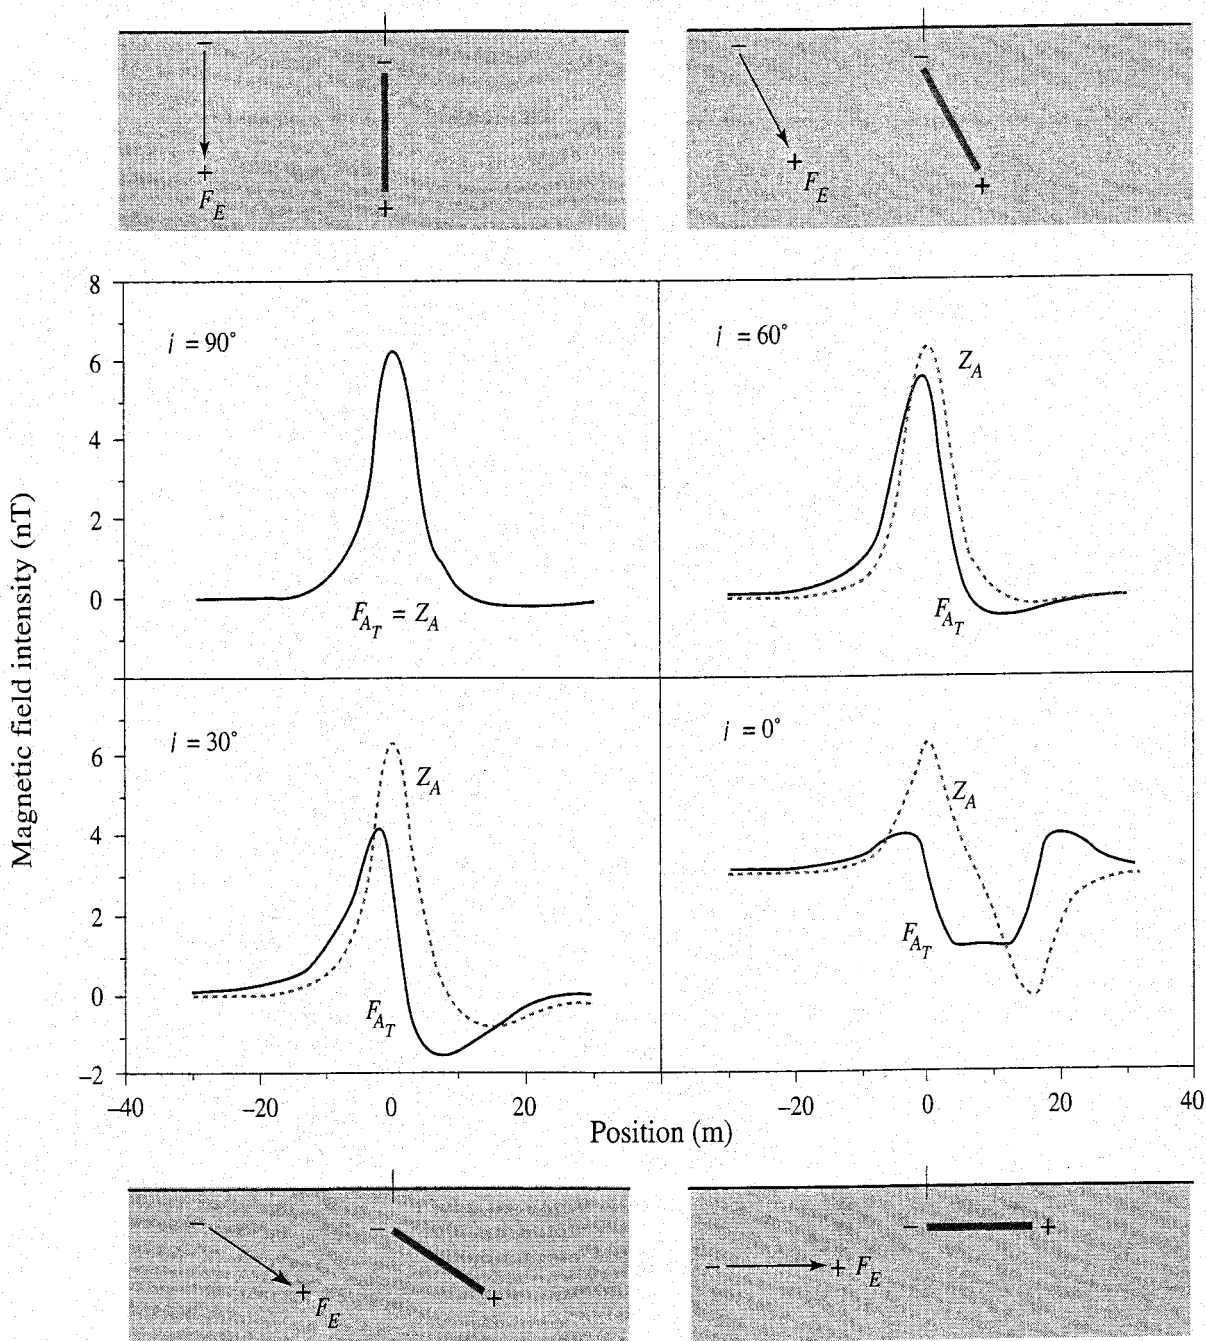 − −
− −
+ +
F_E F_E
+ +
8
i = 90° i = 60°
6 Z_A
4
2
0
F_{A_T} = Z_A F_{A_T}
i = 30° i = 0°
6
Z_A Z_A
4
2
F_{A_T} F_{A_T}
0
−2
−40 −20 0 20 −20 0 20 40
Position (m)
Magnetic field intensity (nT)
− − − +
− + F_E
+ F_E +